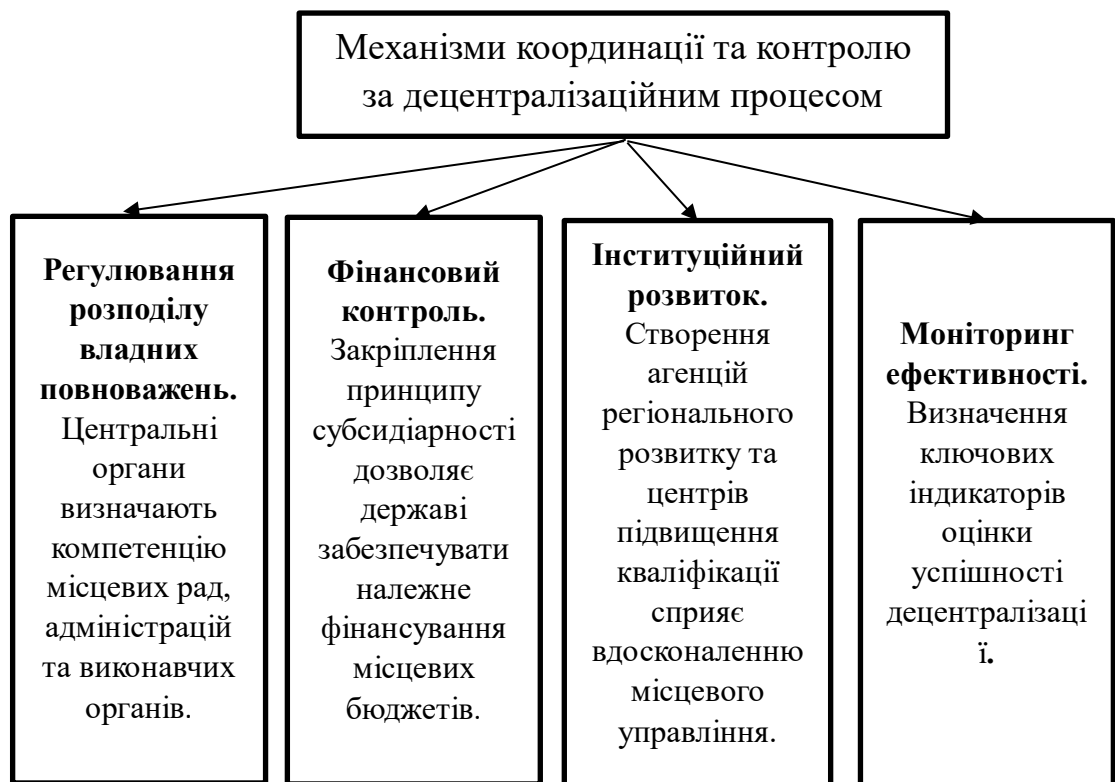 Механізми координації та контролю
за децентралізаційним процесом
Регулювання
розподілу
владних
повноважень.
Центральні
органи
визначають
компетенцію
місцевих рад,
адміністрацій
та виконавчих
органів.
Фінансовий
контроль.
Закріплення
принципу
субсидіарності
дозволяє
державі
забезпечувати
належне
фінансування
місцевих
бюджетів.
Інституційний
розвиток.
Створення
агенцій
регіонального
розвитку та
центрів
підвищення
кваліфікації
сприяє
вдосконаленню
місцевого
управління.
Моніторинг
ефективності.
Визначення
ключових
індикаторів
оцінки
успішності
децентралізаці
ї.